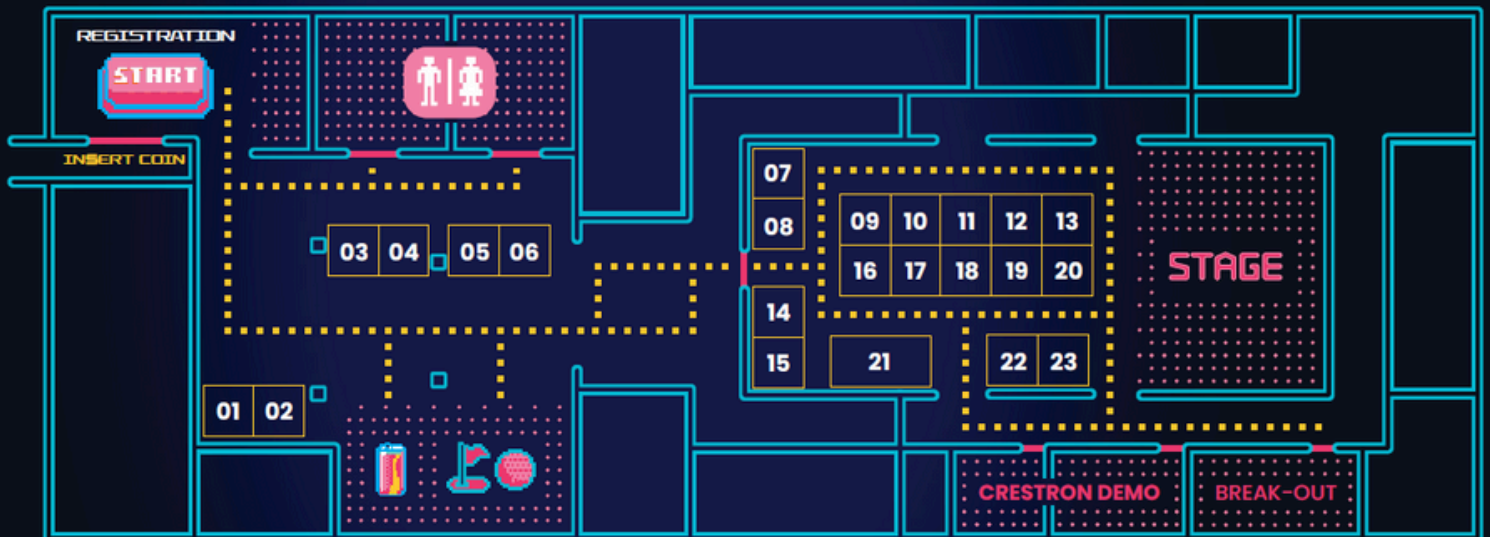 REGISTRATION
START
INSERT COIN
07
08
09 10 11 12 13
03 04 05 06
16 17 18 19 20
STAGE
14
15
21
22 23
01 02
CRESTRON DEMO
BREAK-OUT